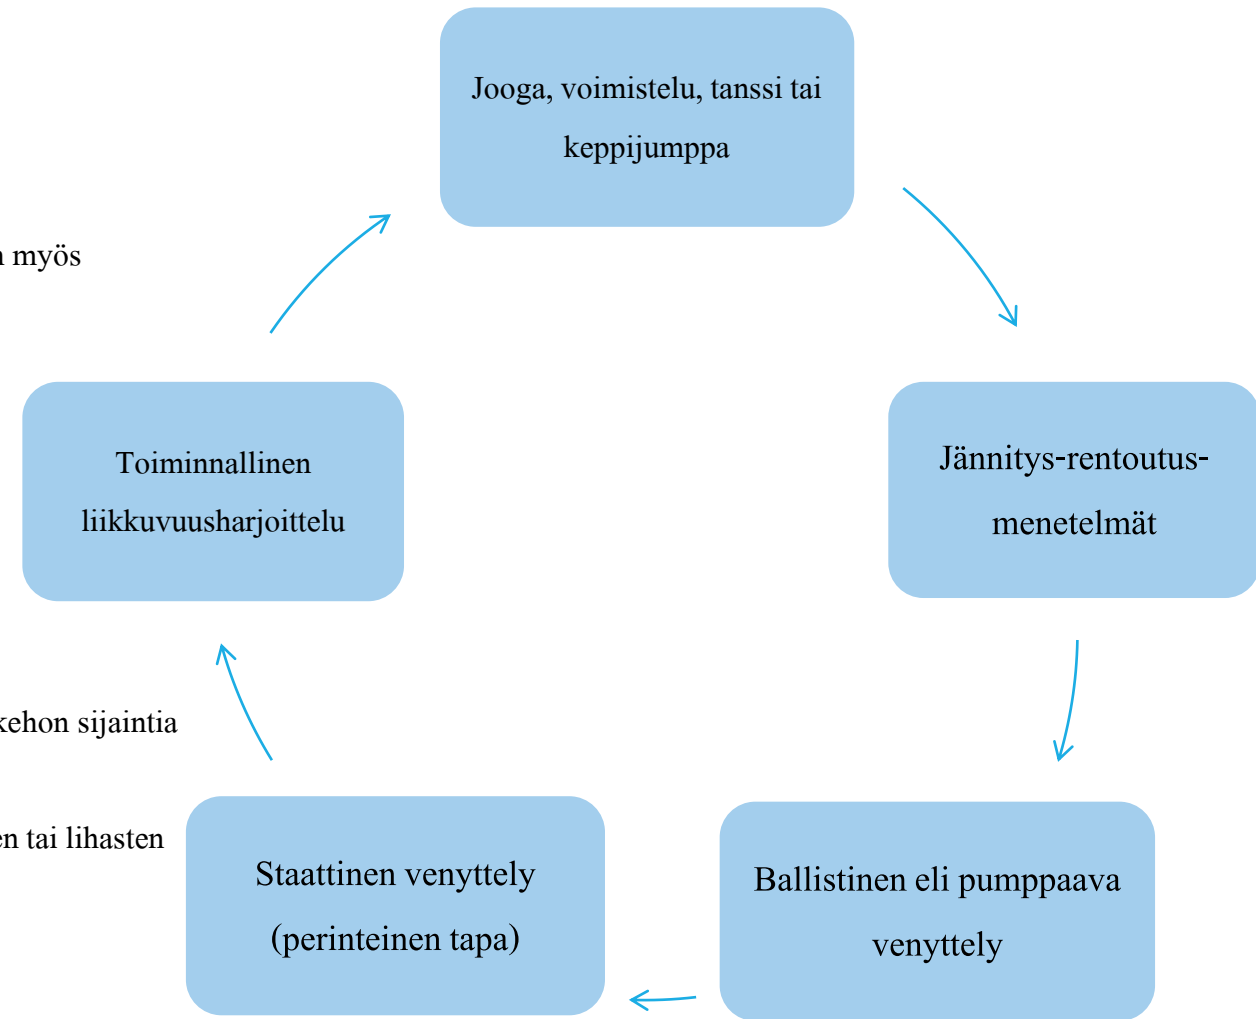 Jooga, voimistelu, tanssi tai
keppijumppa
myös
Toiminnallinen
liikkuvuusharjoittelu
Jännitys-rentoutus-
menetelmät
kehon sijaintia
tai lihasten
Staattinen venyttely
(perinteinen tapa)
Ballistinen eli pumppaava
venyttely